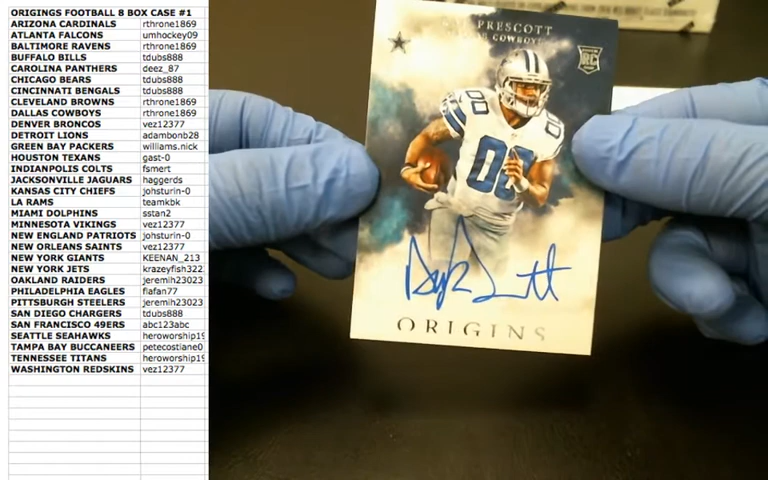 ORIGINGS FOOTBALL 8 BOX CASE #1
ARIZONA CARDINALS rthrone1869
ATLANTA FALCONS umhockey09
BALTIMORE RAVENS rthrone1869
BUFFALO BILLS tdubs888
CAROLINA PANTHERS deez_87
CHICAGO BEARS tdubs888
CINCINNATI BENGALS tdubs888
CLEVELAND BROWNS rthrone1869
DALLAS COWBOYS rthrone1869
DENVER BRONCOS vez12377
DETROIT LIONS adambonb28
GREEN BAY PACKERS williams.nick
HOUSTON TEXANS gast-0
INDIANPOLIS COLTS fsmert
JACKSONVILLE JAGUARS haggerds
KANSAS CITY CHIEFS johsturin-0
LA RAMS teamkbk
MIAMI DOLPHINS sstan2
MINNESOTA VIKINGS vez12377
NEW ENGLAND PATRIOTS johsturin-0
NEW ORLEANS SAINTS vez12377
NEW YORK GIANTS KEENAN_213
NEW YORK JETS krazeyfish322
OAKLAND RAIDERS jeremih23023
PHILADELPHIA EAGLES flafan77
PITTSBURGH STEELERS jeremih23023
SAN DIEGO CHARGERS tdubs888
SAN FRANCISCO 49ERS abc123abc
SEATTLE SEAHAWKS heroworship19
TAMPA BAY BUCCANEERS petecostiane0
TENNESSEE TITANS heroworship19
WASHINGTON REDSKINS vez12377
PRESCOTT
COWBOYS
RC
00
00
00
ORIGINS